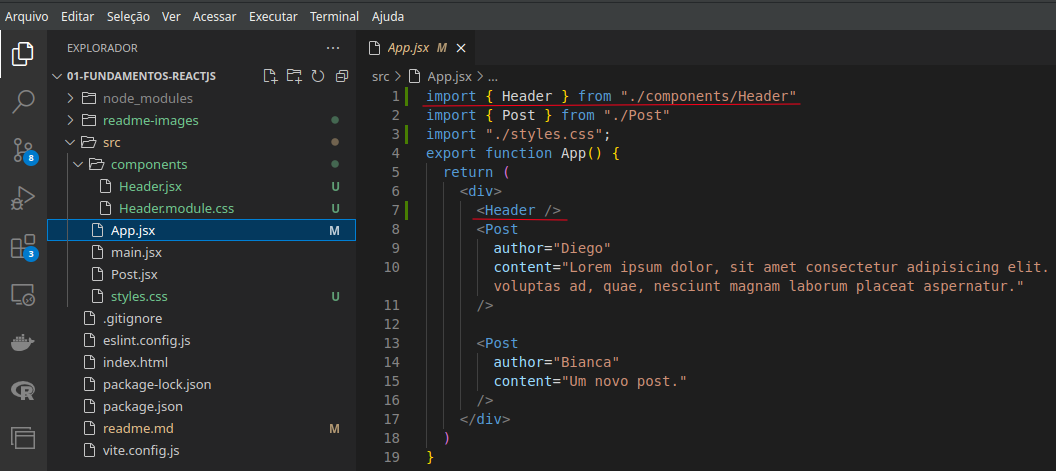 Arquivo Editar Seleção Ver Acessar Executar Terminal Ajuda
EXPLORADOR
01-FUNDAMENTOS-REACTJS
node_modules
readme-images
src
components
Header.jsx U
Header.module.css U
App.jsx M
main.jsx
Post.jsx
styles.css U
.gitignore
eslint.config.js
index.html
package-lock.json
package.json
readme.md M
vite.config.js
8
3
App.jsx M
src > App.jsx > ...
1 import { Header } from "./components/Header"
2 import { Post } from "./Post"
3 import "./styles.css";
4 export function App() {
5 return (
6 <div>
7 <Header />
8 <Post
9 author="Diego"
10 content="Lorem ipsum dolor, sit amet consectetur adipisicing elit.
voluptas ad, quae, nesciunt magnam laborum placeat aspernatur."
11 />
12
13 <Post
14 author="Bianca"
15 content="Um novo post."
16 />
17 </div>
18 )
19 }